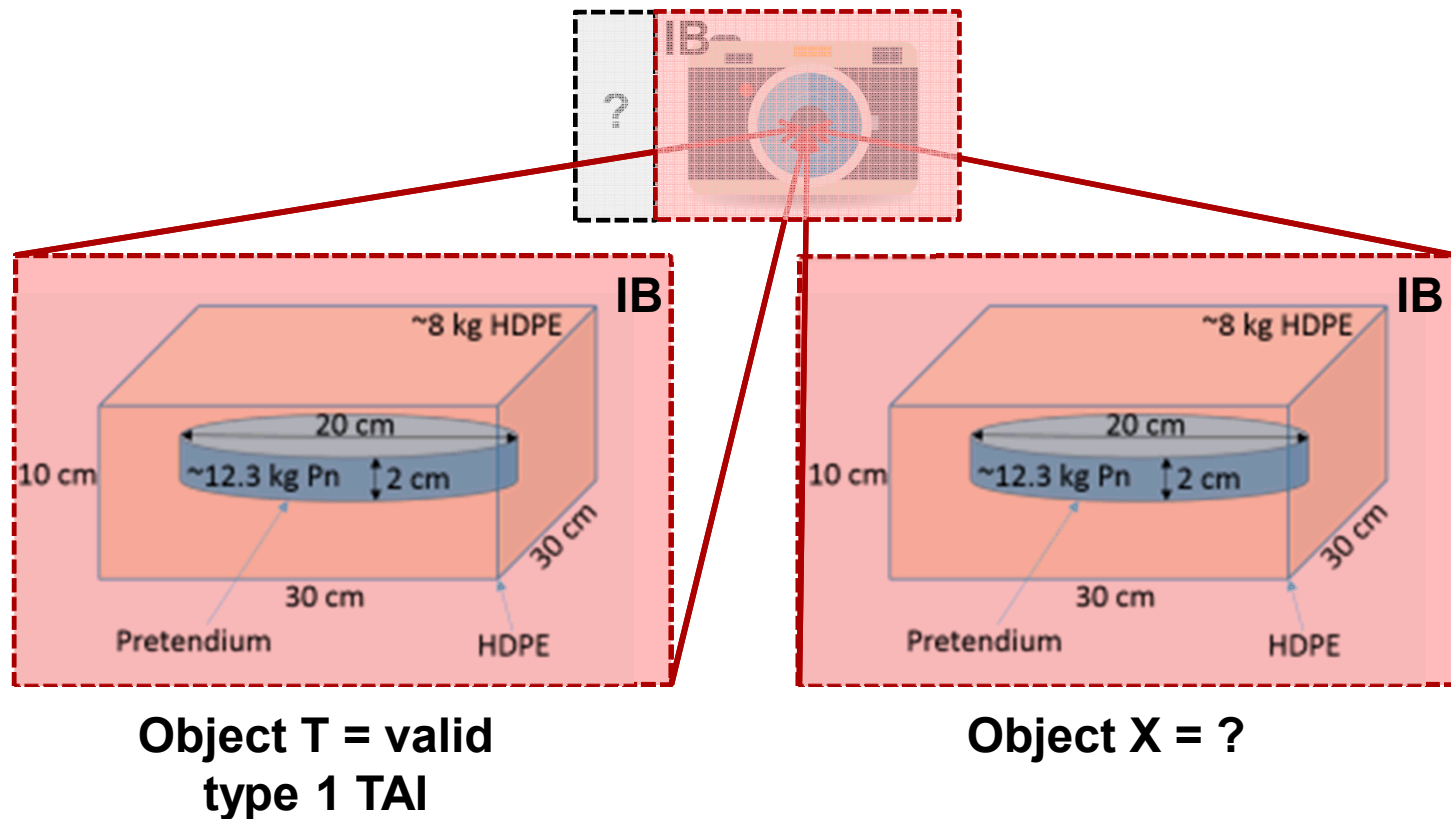 IB
?
IB
~8 kg HDPE
20 cm
10 cm
~12.3 kg Pn
2 cm
30 cm
30 cm
Pretendium
HDPE
IB
~8 kg HDPE
20 cm
10 cm
~12.3 kg Pn
2 cm
30 cm
30 cm
Pretendium
HDPE
Object T = valid
type 1 TAI
Object X = ?